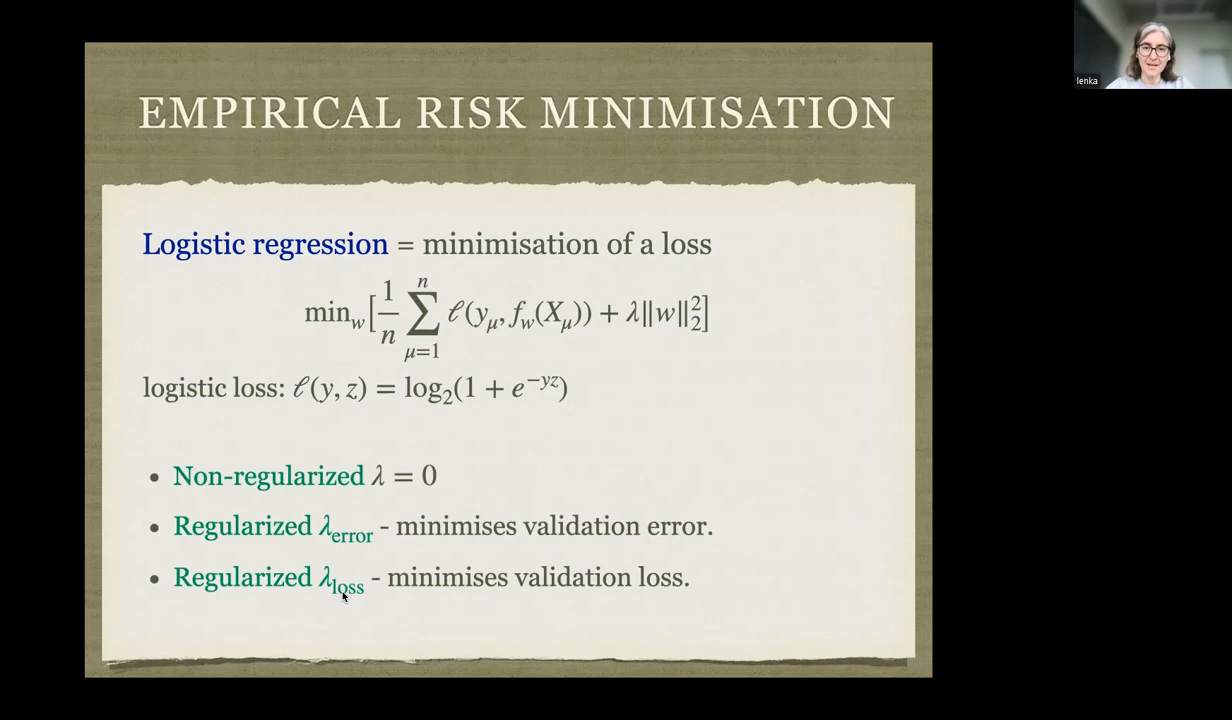 EMPIRICAL RISK MINIMISATION
lenka
Logistic regression = minimisation of a loss
min_w[1/n ∑_{μ=1}^{n} ℓ(y_μ, f_w(X_μ)) + λ||w||_2^2]
logistic loss: ℓ(y, z) = log_2(1 + e^{−yz})
• Non-regularized λ = 0
• Regularized λ_error - minimises validation error.
• Regularized λ_loss - minimises validation loss.